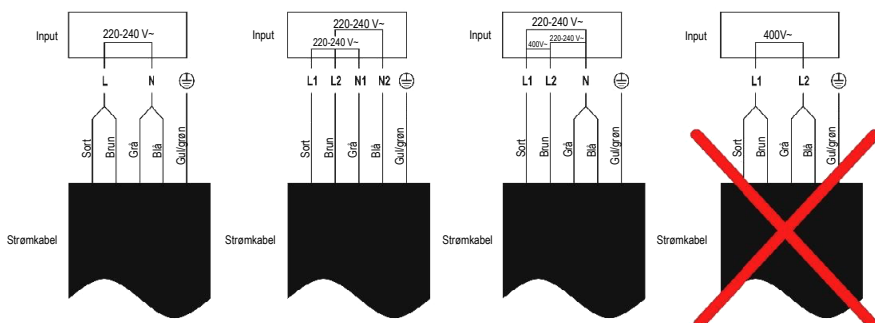 Input
220-240 V~
L N
Sort Brun Grå Blå Gul/grøn
Strømkabel
Input
220-240 V~
220-240 V~
L1 L2 N1 N2
Sort Brun Grå Blå Gul/grøn
Strømkabel
Input
220-240 V~
400V~ 220-240 V~
L1 L2 N
Sort Brun Grå Blå Gul/grøn
Strømkabel
Input
400V~
L1 L2
Sort Brun Grå Blå Gul/grøn
Strømkabel